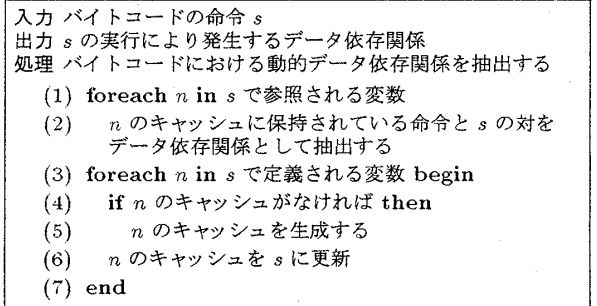 入力 バイトコードの命令 s
出力 s の実行により発生するデータ依存関係
処理 バイトコードにおける動的データ依存関係を抽出する
(1) foreach n in s で参照される変数
(2) n のキャッシュに保持されている命令と s の対を
データ依存関係として抽出する
(3) foreach n in s で定義される変数 begin
(4) if n のキャッシュがなければ then
(5) n のキャッシュを生成する
(6) n のキャッシュを s に更新
(7) end